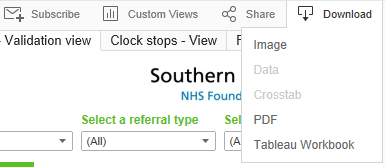 Subscribe Custom Views Share Download
- Validation view Clock stops - View
Image
Data
Crosstab
PDF
Tableau Workbook
Southern
NHS Found
Select a referral type
(All)